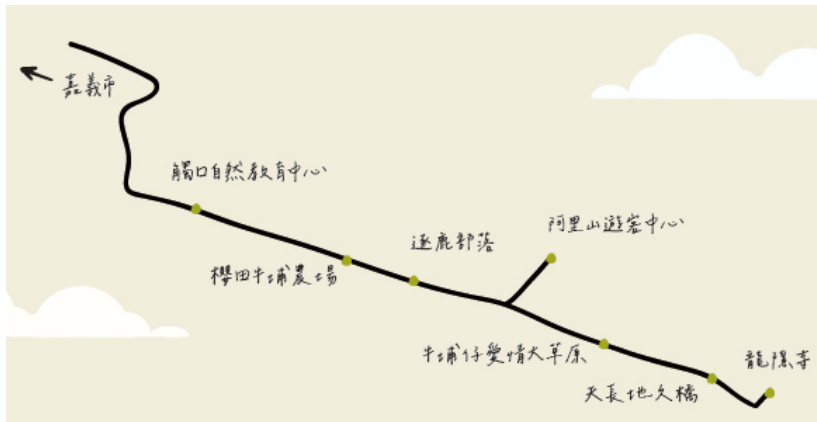 嘉義市
觸口自然教育中心
逐鹿部落
阿里山遊客中心
櫻田牛埔農場
牛埔仔愛情大草原
龍隱寺
天長地久橋